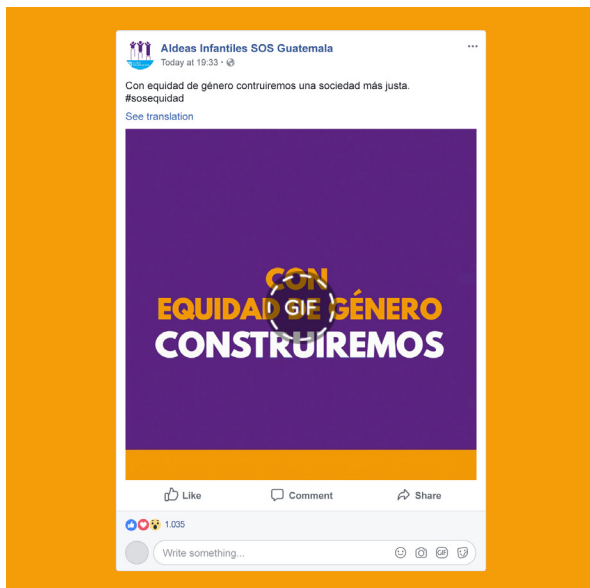 Aldeas Infantiles SOS Guatemala
Today at 19:33
Con equidad de género contruiremos una sociedad más justa.
#sosequidad
See translation
CON
EQUIDAD DE GÉNERO
GIF
CONSTRUIREMOS
Like Comment Share
1.035
Write something...
GIF